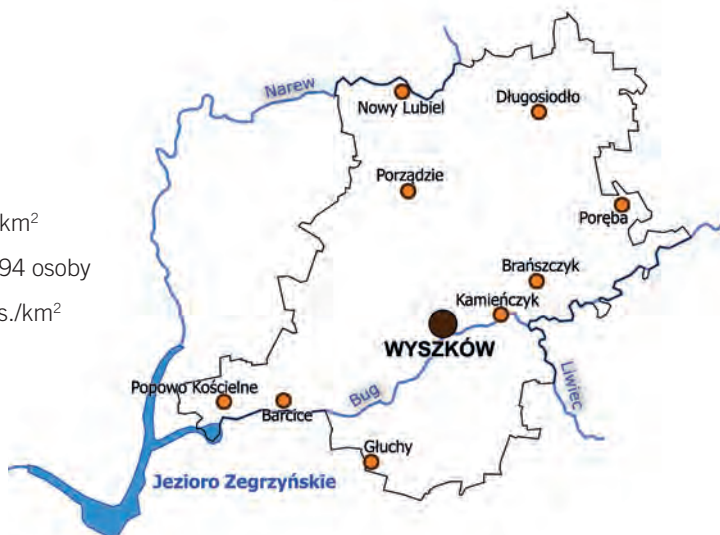 Narew
Nowy Lubiel
Długosiodło
Porządzie
Poręba
km²
94 osoby
s./km²
Brańszczyk
Kamieńczyk
WYSZKÓW
Liwiec
Bug
Popowo Kościelne
Barcice
Głuchy
Jezioro Zegrzyńskie